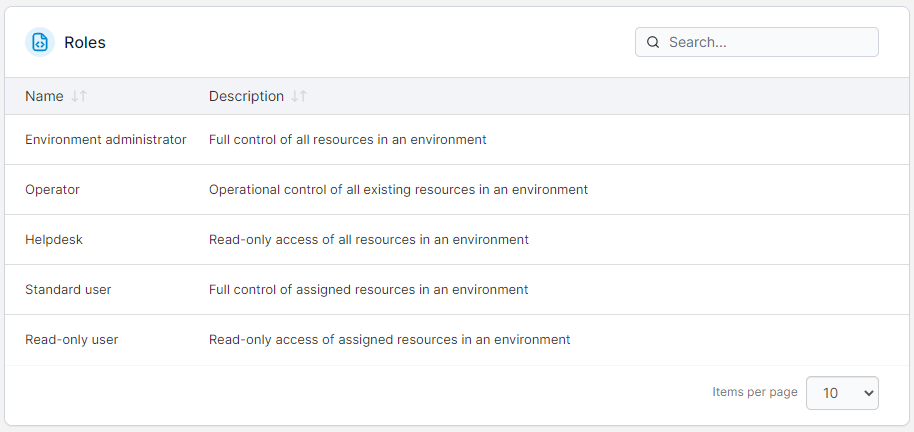 Roles
Search...
Name Description
Environment administrator Full control of all resources in an environment
Operator Operational control of all existing resources in an environment
Helpdesk Read-only access of all resources in an environment
Standard user Full control of assigned resources in an environment
Read-only user Read-only access of assigned resources in an environment
Items per page 10